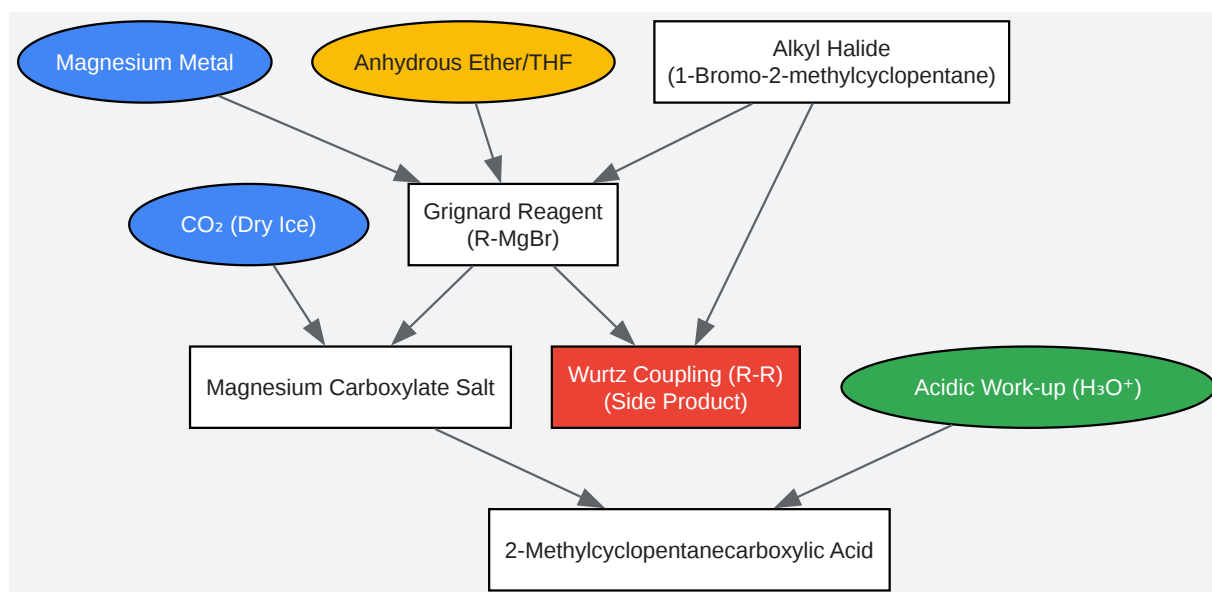 Magnesium Metal
Anhydrous Ether/THF
Alkyl Halide
(1-Bromo-2-methylcyclopentane)
CO₂ (Dry Ice)
Grignard Reagent
(R-MgBr)
Magnesium Carboxylate Salt
Wurtz Coupling (R-R)
(Side Product)
Acidic Work-up (H₃O⁺)
2-Methylcyclopentanecarboxylic Acid